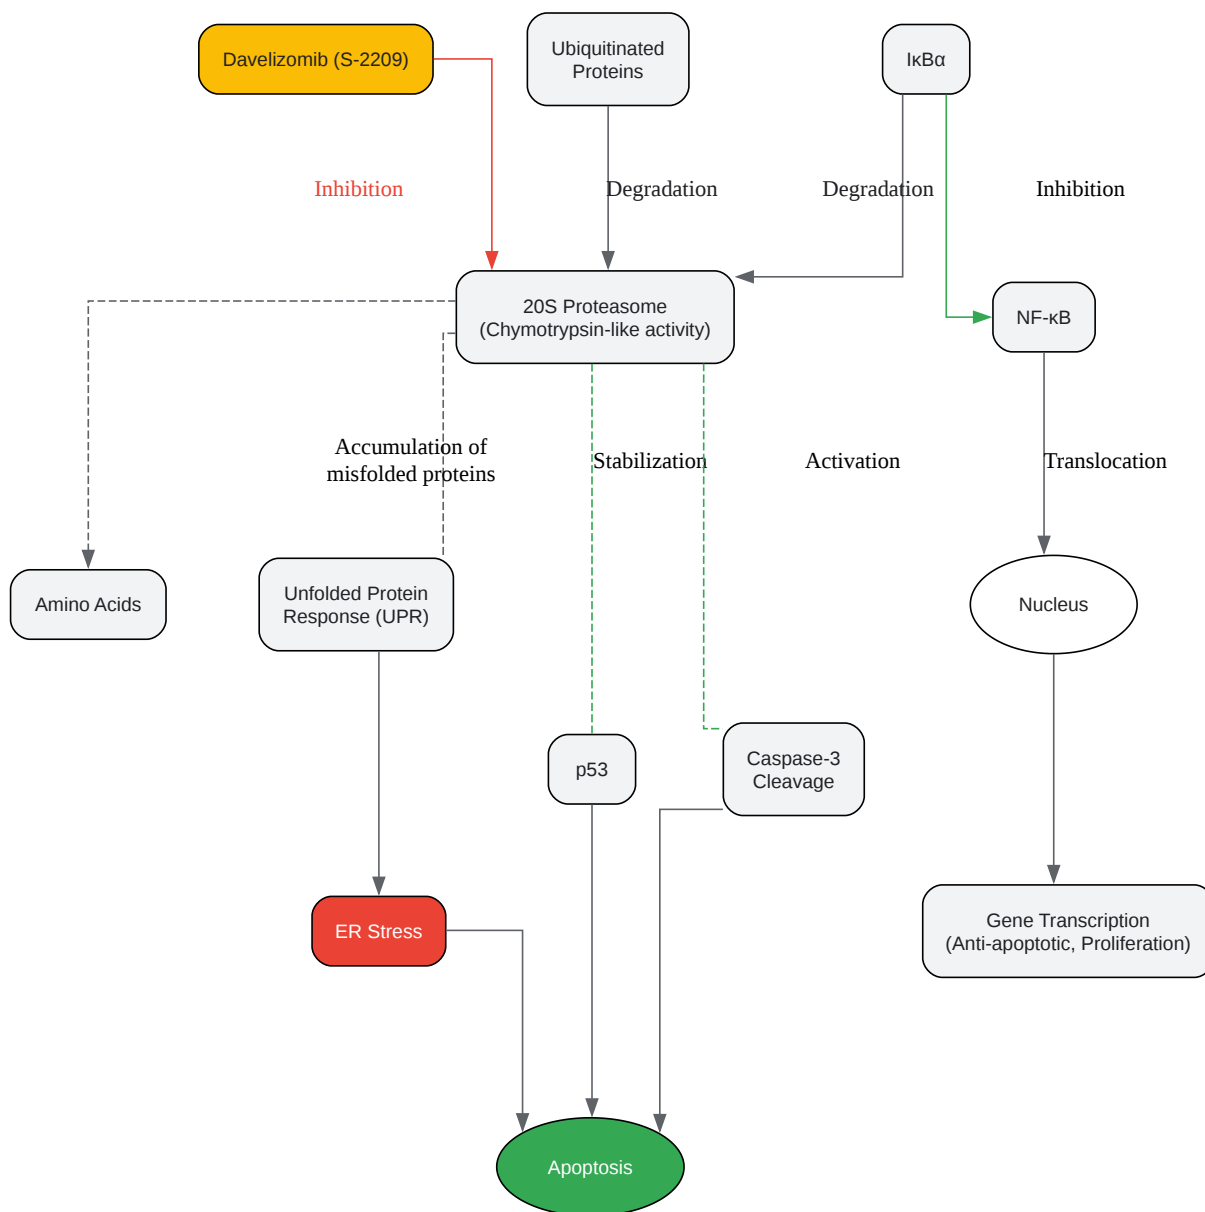 Davelizomib (S-2209)
Ubiquitinated
Proteins
IκBα
Inhibition
Degradation
Degradation
Inhibition
20S Proteasome
(Chymotrypsin-like activity)
NF-κB
Accumulation of
misfolded proteins
Stabilization
Activation
Translocation
Amino Acids
Unfolded Protein
Response (UPR)
Nucleus
p53
Caspase-3
Cleavage
ER Stress
Gene Transcription
(Anti-apoptotic, Proliferation)
Apoptosis